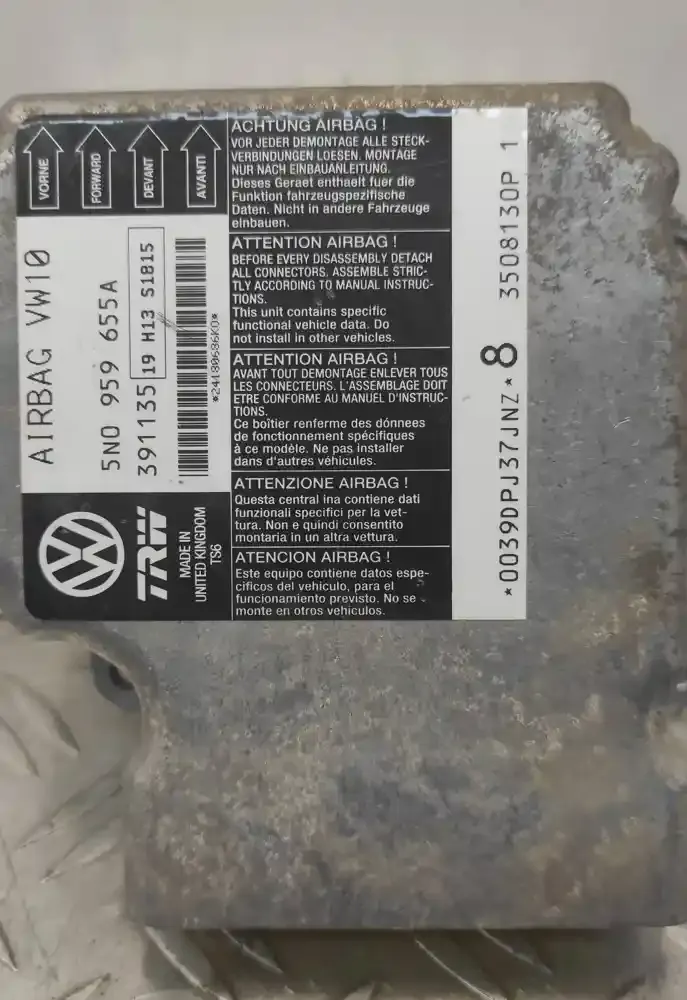 VORNE
FORWARD
DEVANT
AVANTI
AIRBAG VW10
5N0 959 655A
391135 19 H13 S1815
*24180686K0*
TRW
MADE IN
UNITED KINGDOM
TS6
ACHTUNG AIRBAG !
VOR JEDER DEMONTAGE ALLE STECK-
VERBINDUNGEN LOESEN. MONTAGE
NUR NACH EINBAUANLEITUNG.
Dieses Geraet enthaelt fuer die
Funktion fahrzeugspezifische
Daten. Nicht in andere Fahrzeuge
einbauen.
ATTENTION AIRBAG !
BEFORE EVERY DISASSEMBLY DETACH
ALL CONNECTORS. ASSEMBLE STRIC-
TLY ACCORDING TO MANUAL INSTRUC-
TIONS.
This unit contains specific
functional vehicle data. Do
not install in other vehicles.
ATTENTION AIRBAG !
AVANT TOUT DEMONTAGE ENLEVER TOUS
LES CONNECTEURS. L'ASSEMBLAGE DOIT
ETRE CONFORME AU MANUEL D'INSTRUC-
TIONS.
Ce boîtier renferme des dónnees
de fonctionnement spécifiques
à ce modèle. Ne pas installer
dans d'autres véhicules.
ATTENZIONE AIRBAG !
Questa central ina contiene dati
funzionali specifici per la vet-
tura. Non e quindi consentito
montaria in un altra vettura.
ATENCION AIRBAG !
Este equipo contiene datos espe-
cificos del vehiculo, para el
funcionamiento previsto. No se
monte en otros vehiculos.
*0039DPJ37JNZ* 8 3508130P 1